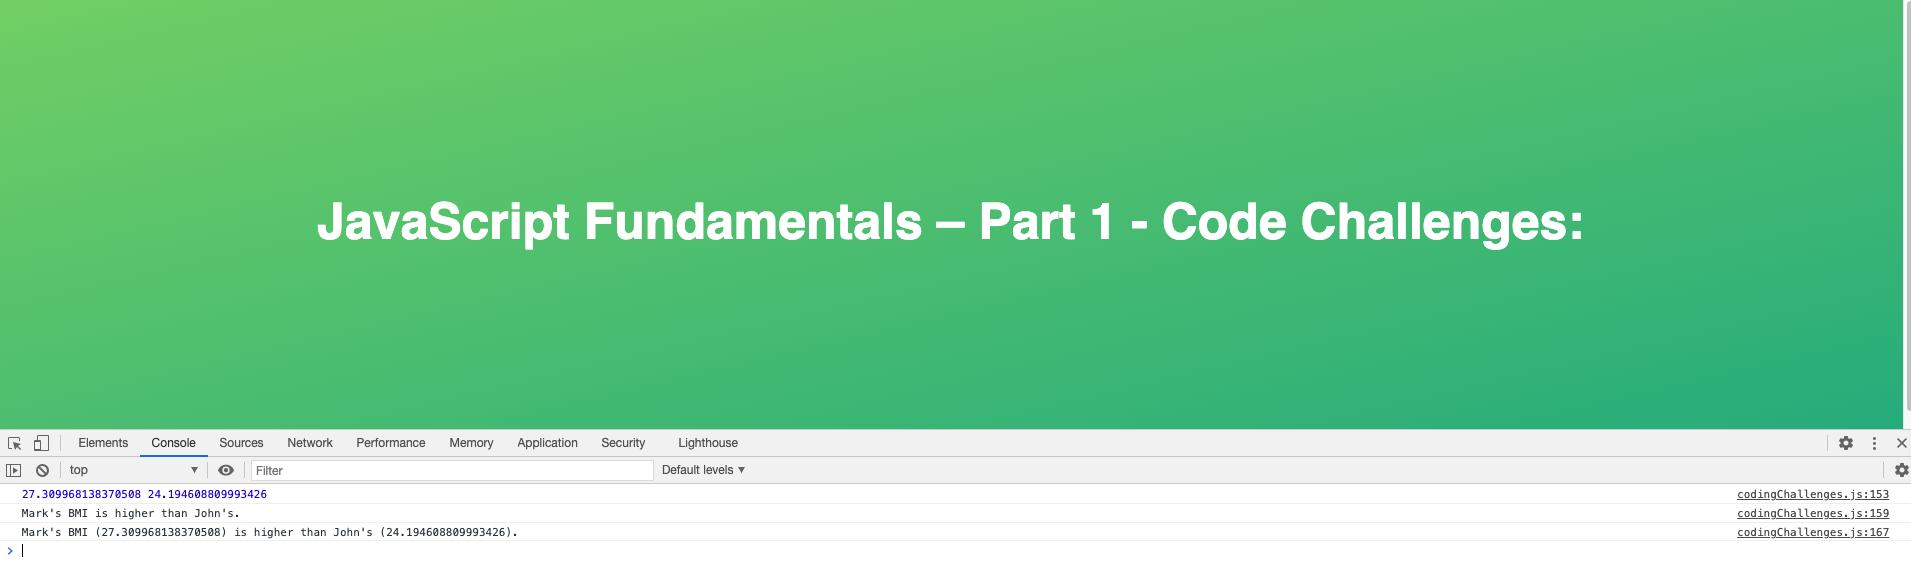 JavaScript Fundamentals – Part 1 - Code Challenges:
Elements Console Sources Network Performance Memory Application Security Lighthouse
top Filter Default levels
27.309968138370508 24.194608809993426 codingChallenges.js:153
Mark's BMI is higher than John's. codingChallenges.js:159
Mark's BMI (27.309968138370508) is higher than John's (24.194608809993426). codingChallenges.js:167